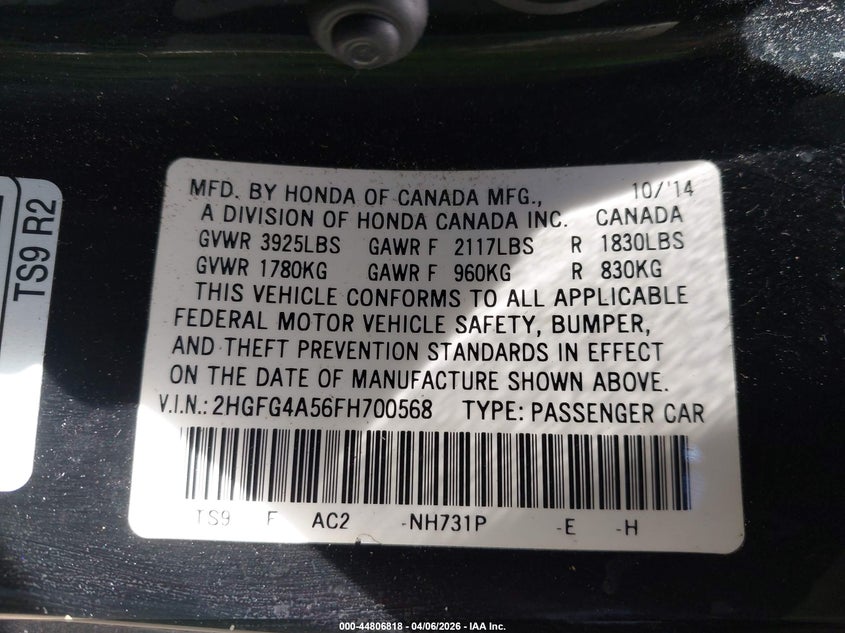 MFD. BY HONDA OF CANADA MFG., 10/'14
A DIVISION OF HONDA CANADA INC. CANADA
GVWR 3925LBS GAWR F 2117LBS R 1830LBS
GVWR 1780KG GAWR F 960KG R 830KG
THIS VEHICLE CONFORMS TO ALL APPLICABLE
FEDERAL MOTOR VEHICLE SAFETY, BUMPER,
AND THEFT PREVENTION STANDARDS IN EFFECT
ON THE DATE OF MANUFACTURE SHOWN ABOVE.
V.I.N.: 2HGFG4A56FH700568 TYPE: PASSENGER CAR
TS9 F AC2 -NH731P -E -H
TS9 R2
000-44806818 - 04/06/2026 - IAA Inc.